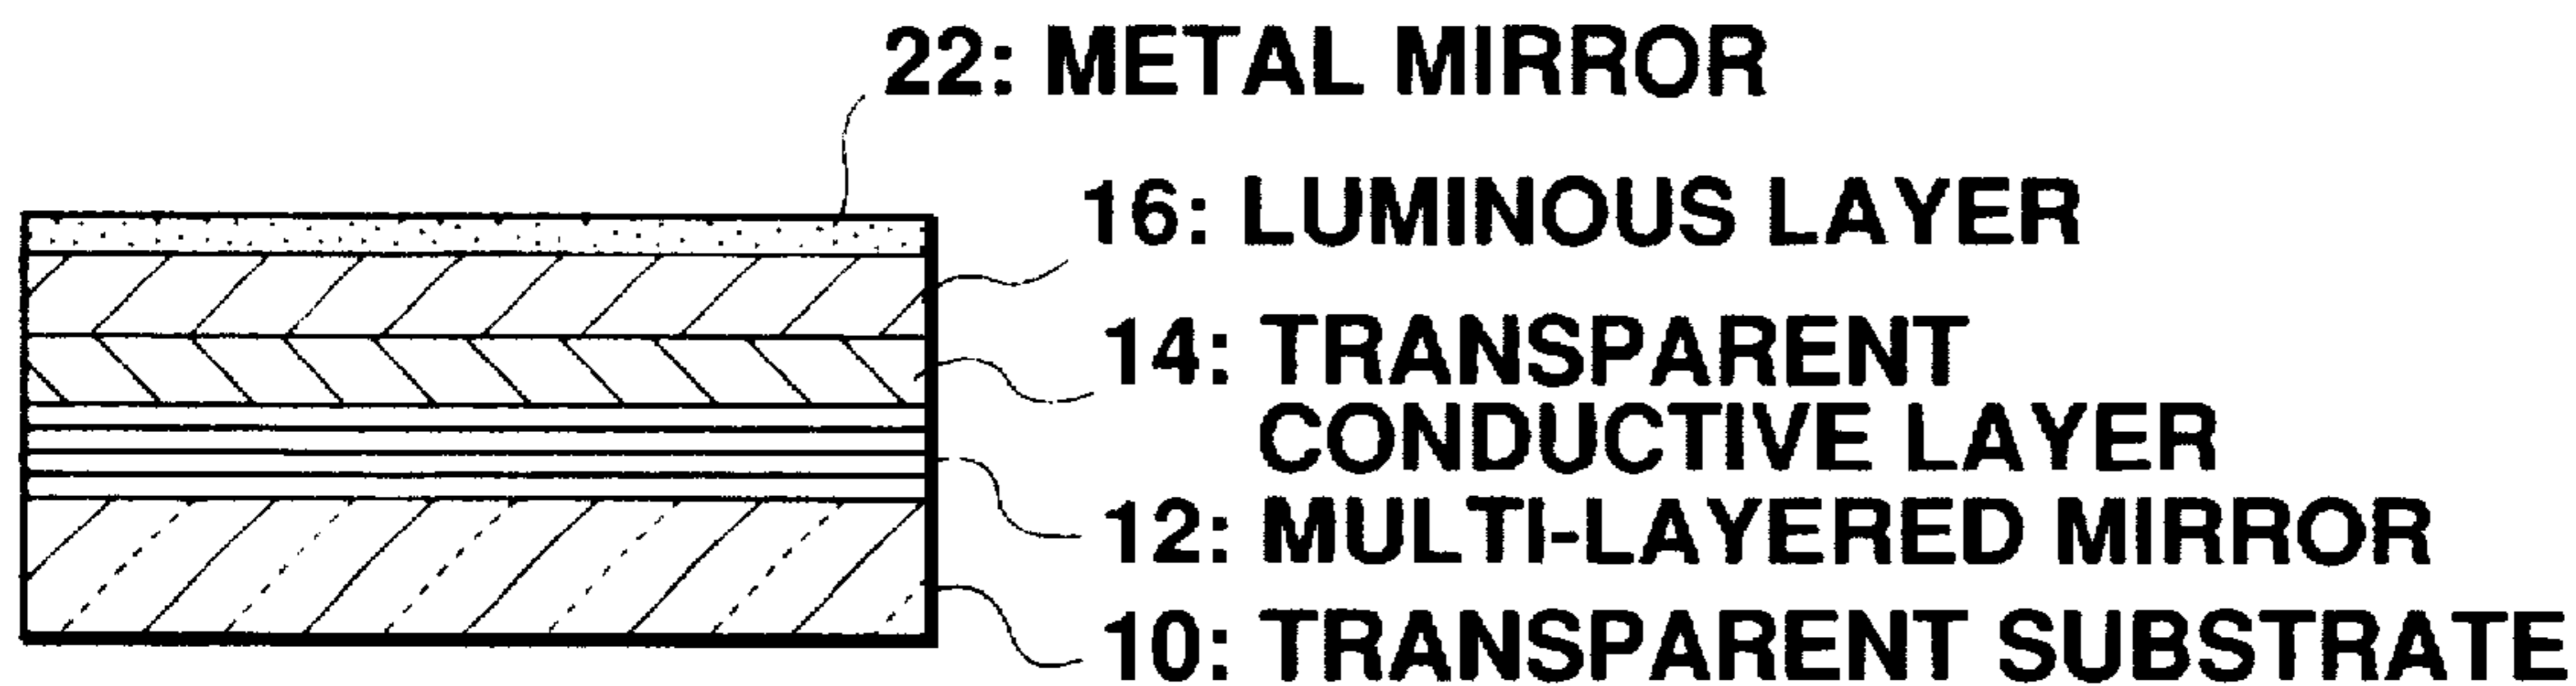 22: METAL MIRROR
16: LUMINOUS LAYER
14: TRANSPARENT
CONDUCTIVE LAYER
12: MULTI-LAYERED MIRROR
10: TRANSPARENT SUBSTRATE